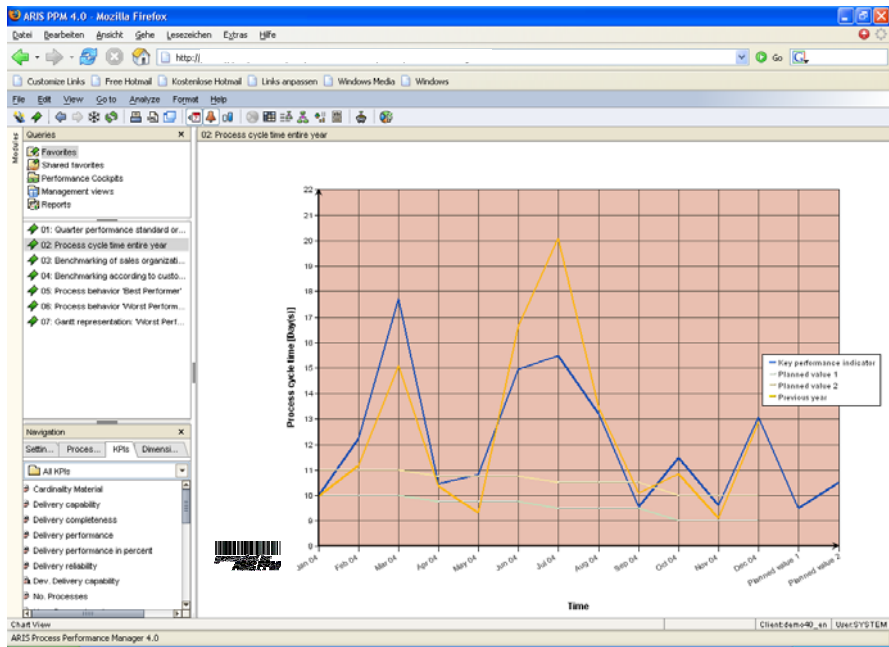 ARIS PPM 4.0 - Mozilla Firefox
Datei Bearbeiten Ansicht Gehe Lesezeichen Extras Hilfe
http://
Go
Customize Links Free Hotmail Kostenlose Hotmail Links anpassen Windows Media Windows
File Edit View Go to Analyze Format Help
Modules
Queries x
02: Process cycle time entire year
Favorites
Shared favorites
Performance Cockpits
Management views
Reports
01: Quarter performance standard or...
02: Process cycle time entire year
03: Benchmarking of sales organizati...
04: Benchmarking according to custo...
05: Process behavior 'Best Performer'
06: Process behavior 'Worst Perform...
07: Gantt representation: 'Worst Perf...
Navigation x
Settin... Proces... KPIs Dimensi...
All KPIs
Cardinality Material
Delivery capability
Delivery completeness
Delivery performance
Delivery performance in percent
Delivery reliability
Dev. Delivery capability
No. Processes
Process cycle time [Day(s)]
22
21
20
19
18
17
16
15
14
13
12
11
10
9
8
Key performance indicator
Planned value 1
Planned value 2
Previous year
Jan 04 Feb 04 Mar 04 Apr 04 May 04 Jun 04 Jul 04 Aug 04 Sep 04 Oct 04 Nov 04 Dec 04 Planned value 1 Planned value 2
Time
ARIS PPM
Chart View
Client:demo40_en User:SYSTEM
ARIS Process Performance Manager 4.0